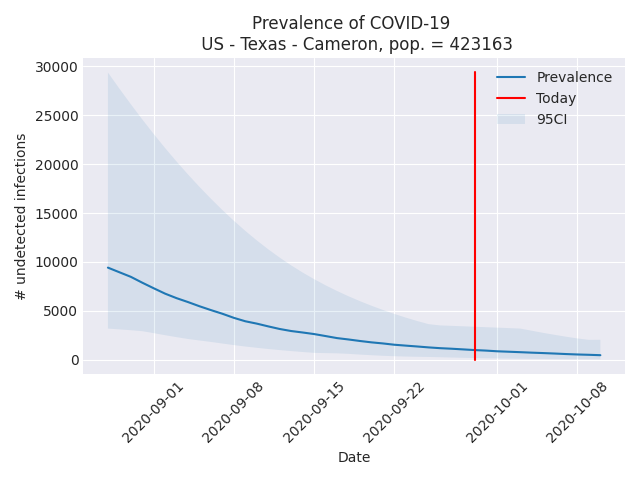 Prevalence of COVID-19
US - Texas - Cameron, pop. = 423163
30000
25000
20000
15000
10000
5000
0
# undetected infections
Prevalence
Today
95CI
2020-09-01
2020-09-08
2020-09-15
2020-09-22
2020-10-01
2020-10-08
Date